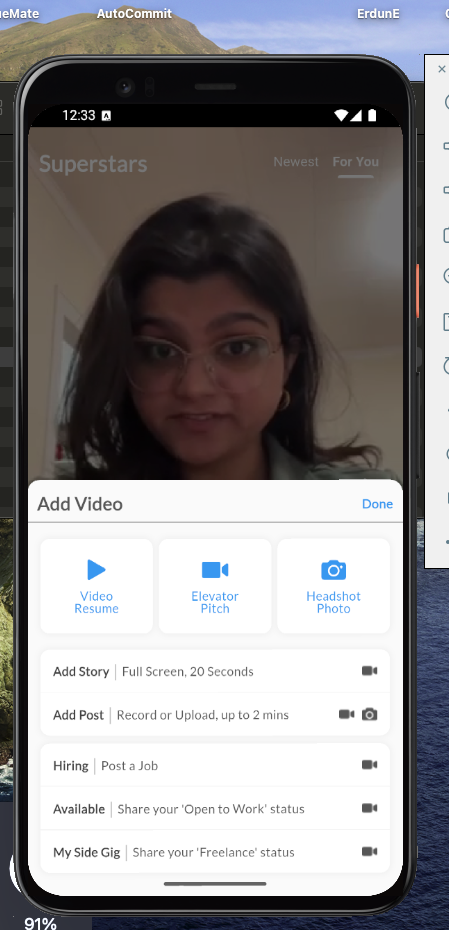 ueMate AutoCommit ErdunE
12:33 A
Superstars Newest For You
Add Video Done
Video
Resume
Elevator
Pitch
Headshot
Photo
Add Story | Full Screen, 20 Seconds
Add Post | Record or Upload, up to 2 mins
Hiring | Post a Job
Available | Share your 'Open to Work' status
My Side Gig | Share your 'Freelance' status
91%